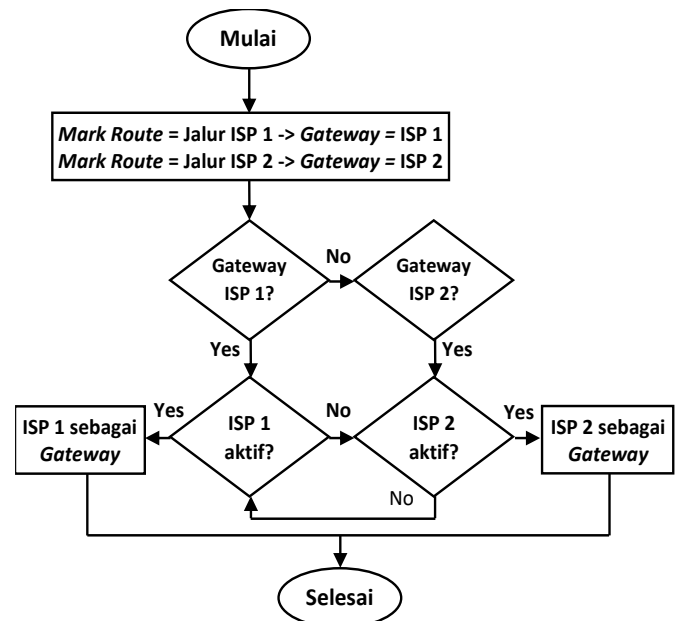 Mulai
Mark Route = Jalur ISP 1 -> Gateway = ISP 1
Mark Route = Jalur ISP 2 -> Gateway = ISP 2
Gateway
ISP 1?
No
Gateway
ISP 2?
Yes
Yes
ISP 1 sebagai
Gateway
Yes
ISP 1
aktif?
No
ISP 2
aktif?
Yes
ISP 2 sebagai
Gateway
No
Selesai